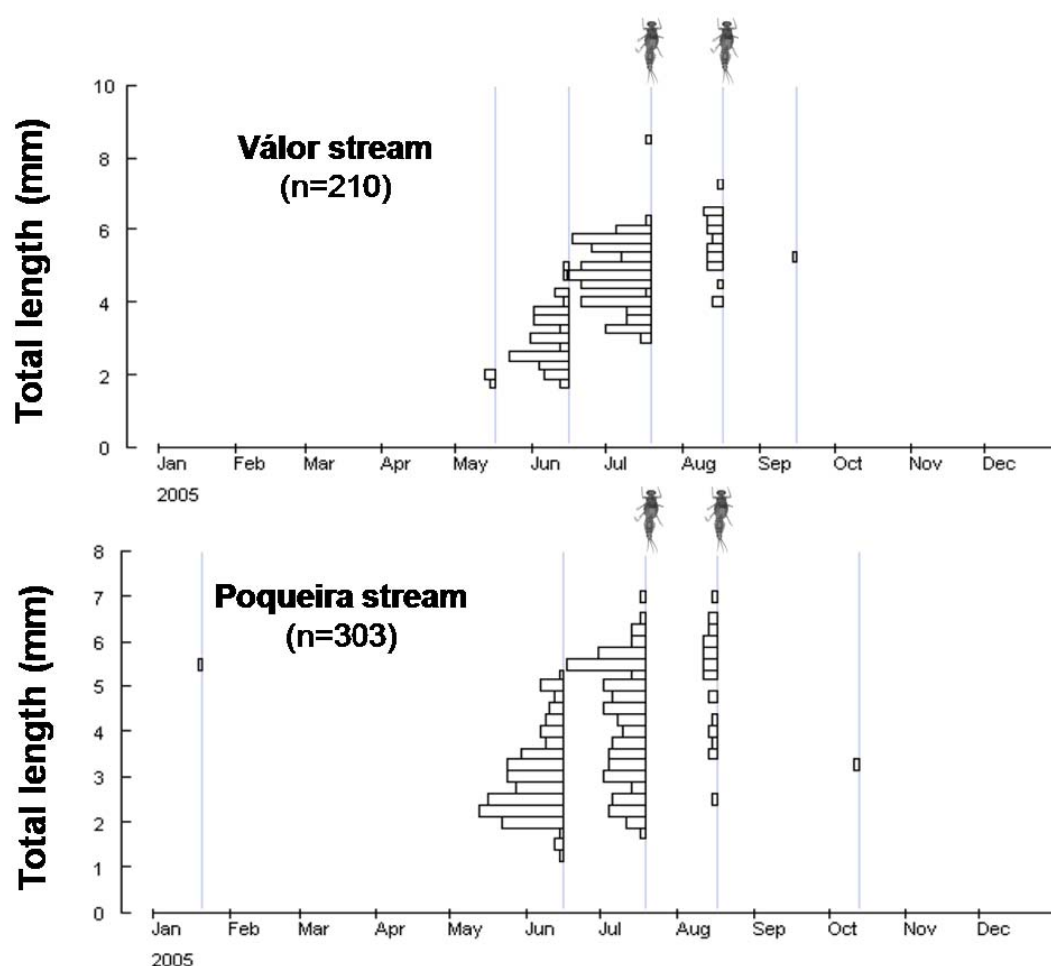 Total length (mm)
10
8
6
4
2
0
Válor stream
(n=210)
Jan Feb Mar Apr May Jun Jul Aug Sep Oct Nov Dec
2005
Total length (mm)
8
7
6
5
4
3
2
1
0
Poqueira stream
(n=303)
Jan Feb Mar Apr May Jun Jul Aug Sep Oct Nov Dec
2005